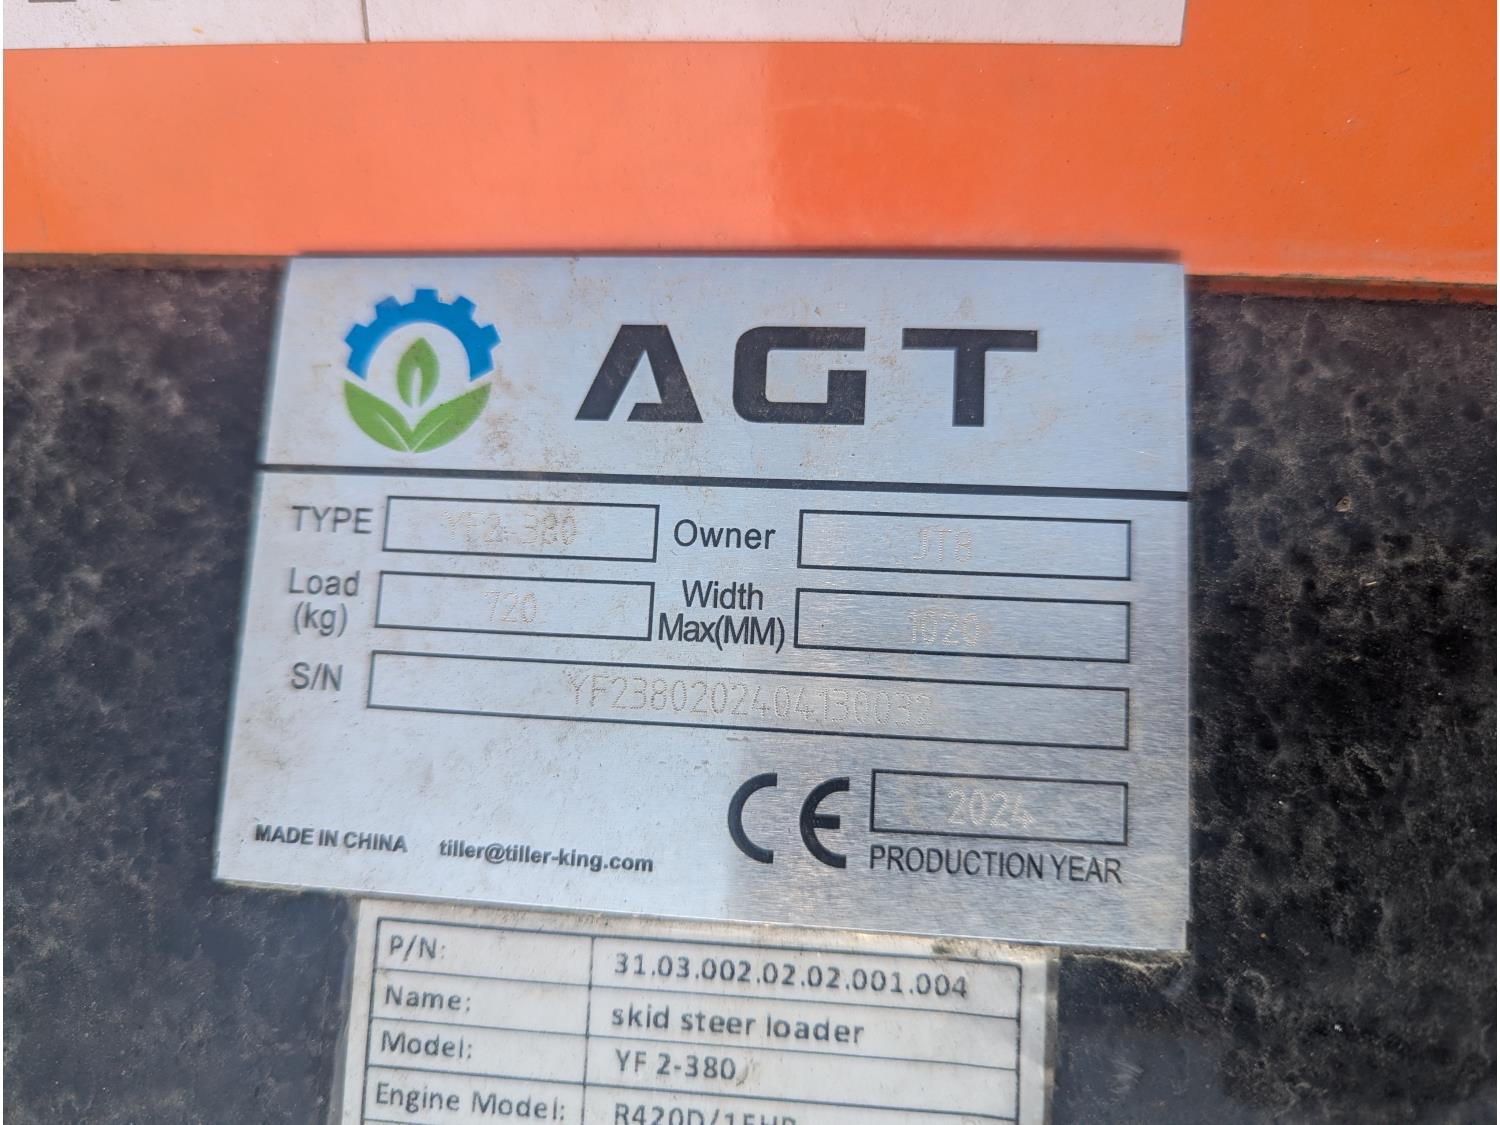 AGT
TYPE YF2-380 Owner JT8
Load (kg) 720 Width Max(MM) 1020
S/N YF2380202404130032
CE 2024
PRODUCTION YEAR
MADE IN CHINA tiller@tiller-king.com
P/N: 31.03.002.02.02.001.004
Name: skid steer loader
Model: YF 2-380
Engine Model: